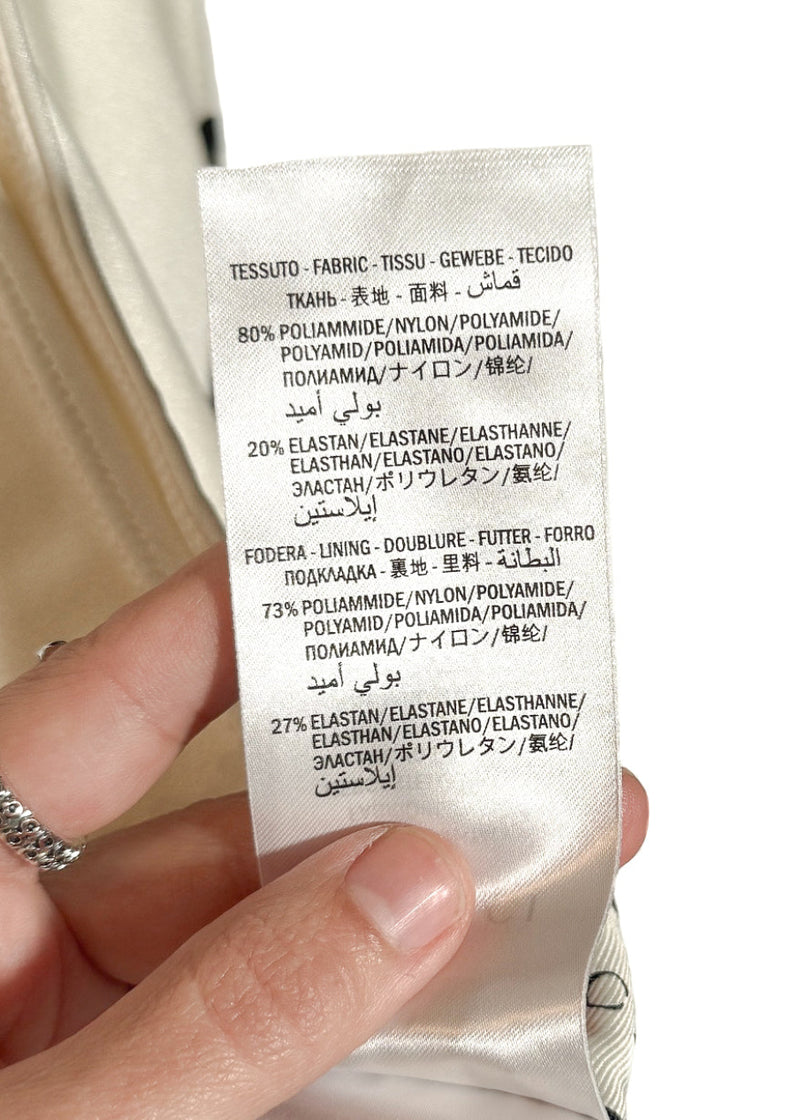 TESSUTO - FABRIC - TISSU - GEWEBE - TECIDO
ТКАНЬ - 表地 - 面料 - قماش
80% POLIAMMIDE/NYLON/POLYAMIDE/
POLYAMID/POLIAMIDA/POLIAMIDA/
ПОЛИАМИД/ナイロン/锦纶/
بولي أميد
20% ELASTAN/ELASTANE/ELASTHANNE/
ELASTHAN/ELASTANO/ELASTANO/
ЭЛАСТАН/ポリウレタン/氨纶/
إيلاستين
FODERA - LINING - DOUBLURE - FUTTER - FORRO
ПОДКЛАДКА - 裏地 - 里料 - البطانة
73% POLIAMMIDE/NYLON/POLYAMIDE/
POLYAMID/POLIAMIDA/POLIAMIDA/
ПОЛИАМИД/ナイロン/锦纶/
بولي أميد
27% ELASTAN/ELASTANE/ELASTHANNE/
ELASTHAN/ELASTANO/ELASTANO/
ЭЛАСТАН/ポリウレタン/氨纶/
إيلاستين